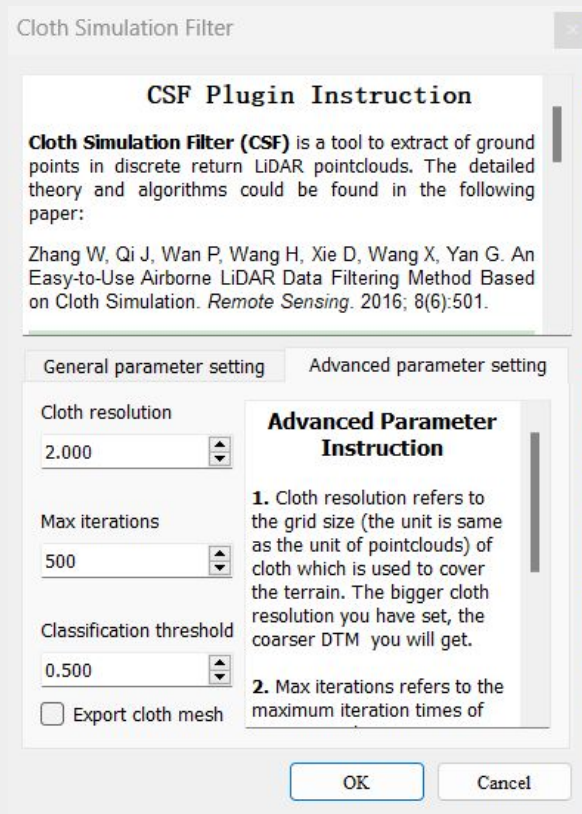 Cloth Simulation Filter
CSF Plugin Instruction
Cloth Simulation Filter (CSF) is a tool to extract of ground
points in discrete return LiDAR pointclouds. The detailed
theory and algorithms could be found in the following
paper:
Zhang W, Qi J, Wan P, Wang H, Xie D, Wang X, Yan G. An
Easy-to-Use Airborne LiDAR Data Filtering Method Based
on Cloth Simulation. Remote Sensing. 2016; 8(6):501.
General parameter setting
Advanced parameter setting
Cloth resolution
2.000
Max iterations
500
Classification threshold
0.500
Export cloth mesh
Advanced Parameter
Instruction
1. Cloth resolution refers to
the grid size (the unit is same
as the unit of pointclouds) of
cloth which is used to cover
the terrain. The bigger cloth
resolution you have set, the
coarser DTM you will get.
2. Max iterations refers to the
maximum iteration times of
OK
Cancel